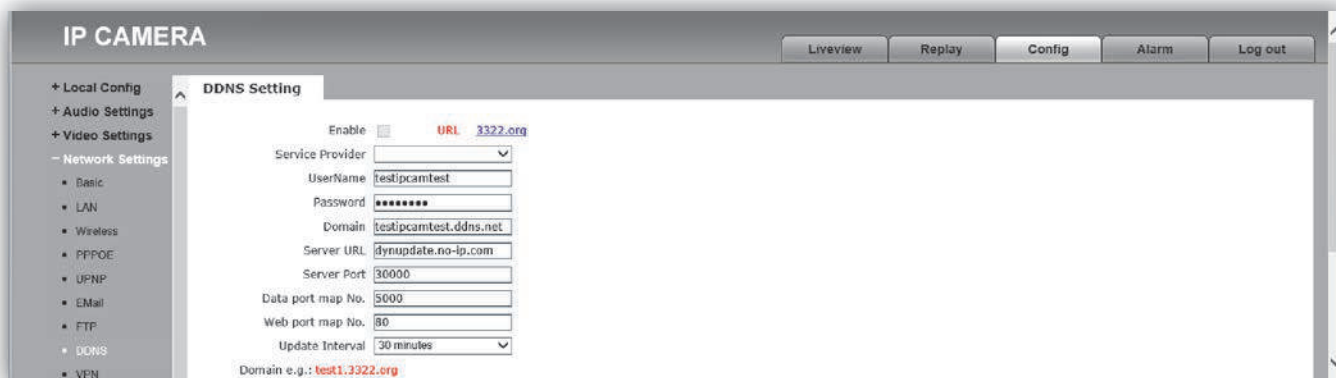 IP CAMERA
Liveview Replay Config Alarm Log out
+ Local Config
+ Audio Settings
+ Video Settings
− Network Settings
▪ Basic
▪ LAN
▪ Wireless
▪ PPPOE
▪ UPNP
▪ EMail
▪ FTP
▪ DDNS
▪ VPN
DDNS Setting
Enable URL 3322.org
Service Provider
UserName testipcamtest
Password ••••••••
Domain testipcamtest.ddns.net
Server URL dynupdate.no-ip.com
Server Port 30000
Data port map No. 5000
Web port map No. 80
Update Interval 30 minutes
Domain e.g.: test1.3322.org